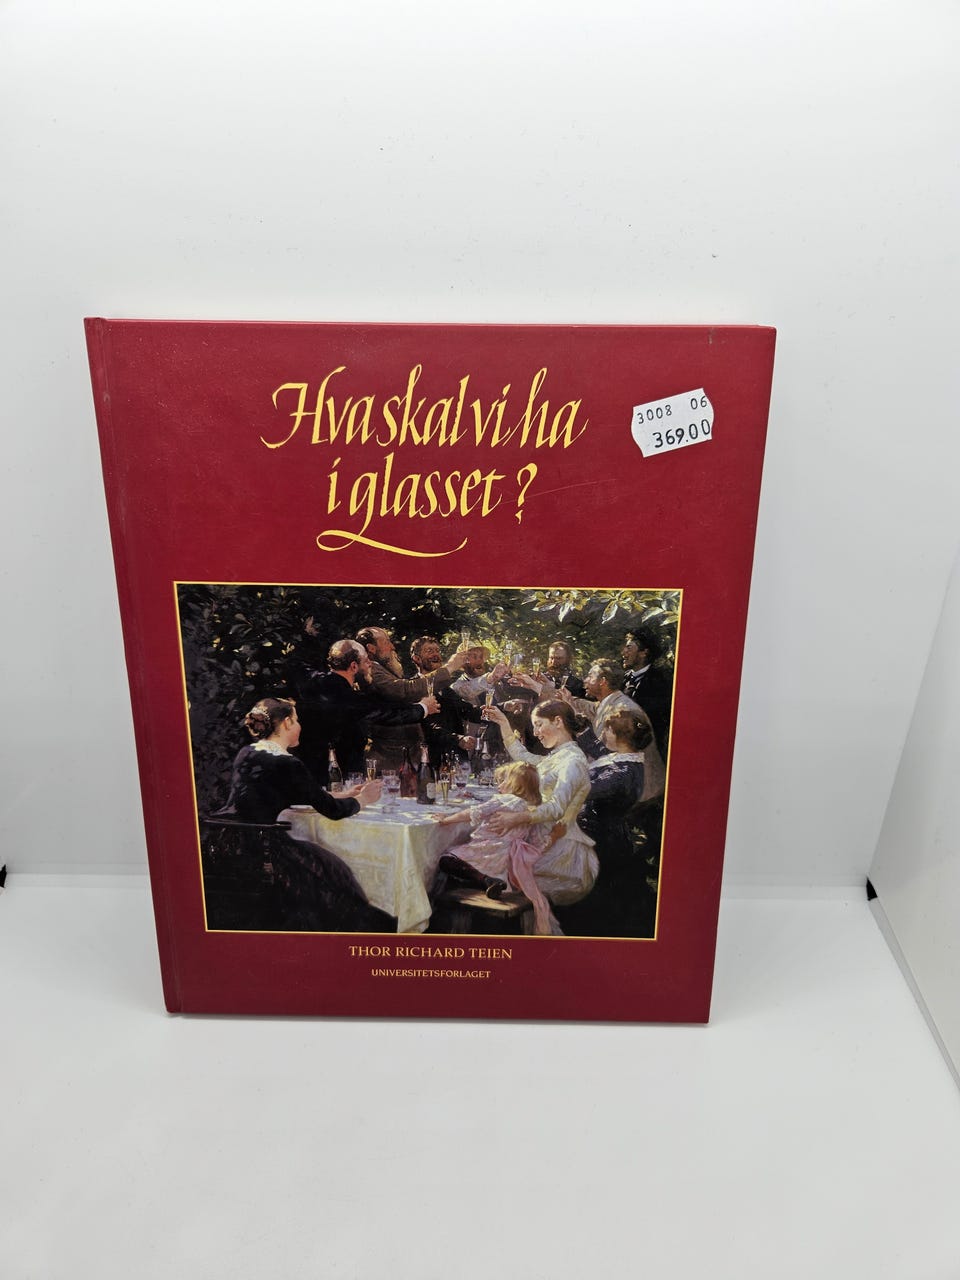 Hva skal vi ha
i glasset?
3008 06
369.00
THOR RICHARD TEIEN
UNIVERSITETSFORLAGET